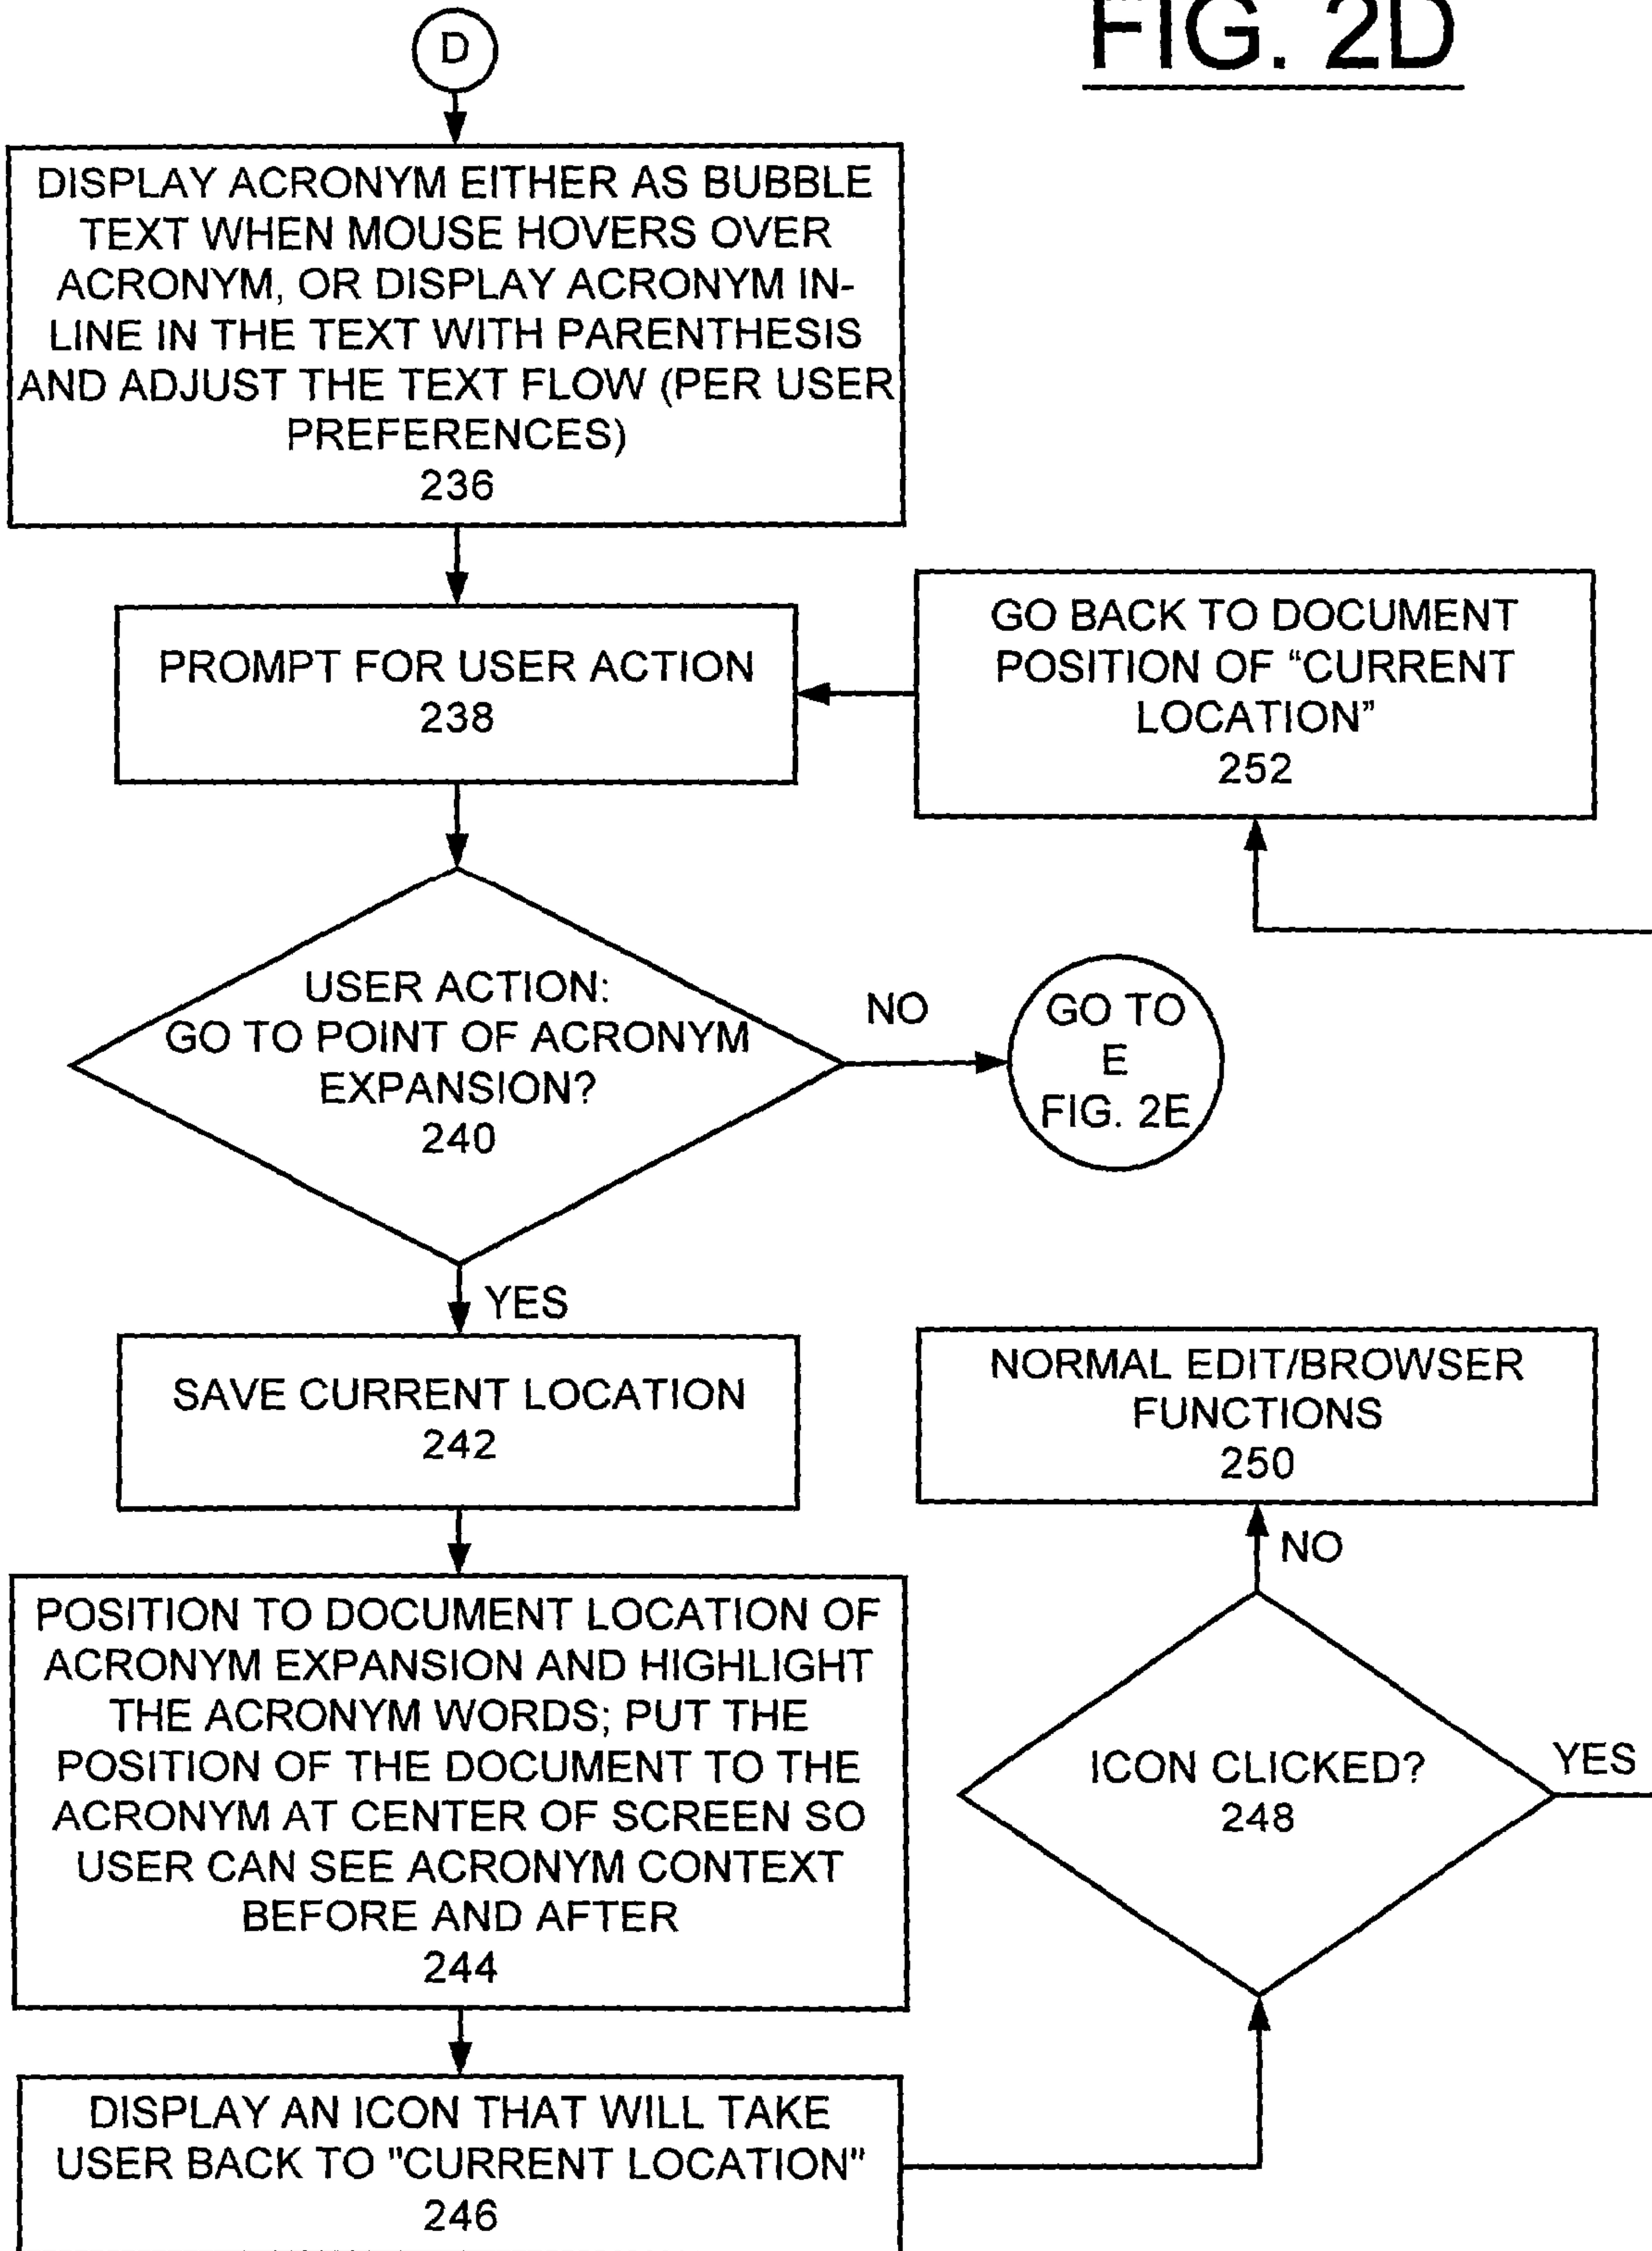 FIG. 2D
D
DISPLAY ACRONYM EITHER AS BUBBLE
TEXT WHEN MOUSE HOVERS OVER
ACRONYM, OR DISPLAY ACRONYM IN-
LINE IN THE TEXT WITH PARENTHESIS
AND ADJUST THE TEXT FLOW (PER USER
PREFERENCES)
236
PROMPT FOR USER ACTION
238
GO BACK TO DOCUMENT
POSITION OF “CURRENT
LOCATION”
252
USER ACTION:
GO TO POINT OF ACRONYM
EXPANSION?
240
NO
GO TO
E
FIG. 2E
YES
SAVE CURRENT LOCATION
242
NORMAL EDIT/BROWSER
FUNCTIONS
250
NO
POSITION TO DOCUMENT LOCATION OF
ACRONYM EXPANSION AND HIGHLIGHT
THE ACRONYM WORDS; PUT THE
POSITION OF THE DOCUMENT TO THE
ACRONYM AT CENTER OF SCREEN SO
USER CAN SEE ACRONYM CONTEXT
BEFORE AND AFTER
244
ICON CLICKED?
248
YES
DISPLAY AN ICON THAT WILL TAKE
USER BACK TO "CURRENT LOCATION"
246